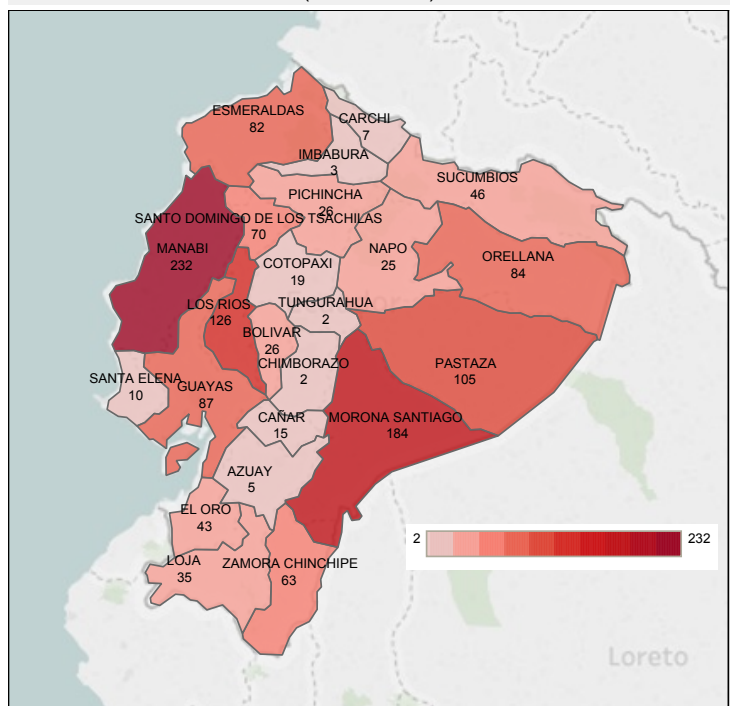 ESMERALDAS
82
CARCHI
7
IMBABURA
3
SUCUMBIOS
46
PICHINCHA
26
SANTO DOMINGO DE LOS TSACHILAS
70
MANABI
232
NAPO
25
ORELLANA
84
COTOPAXI
19
LOS RIOS
126
TUNGURAHUA
2
BOLIVAR
26
CHIMBORAZO
2
PASTAZA
105
SANTA ELENA
10
GUAYAS
87
CAÑAR
15
MORONA SANTIAGO
184
AZUAY
5
EL ORO
43
2
232
LOJA
35
ZAMORA CHINCHIPE
63
Loreto